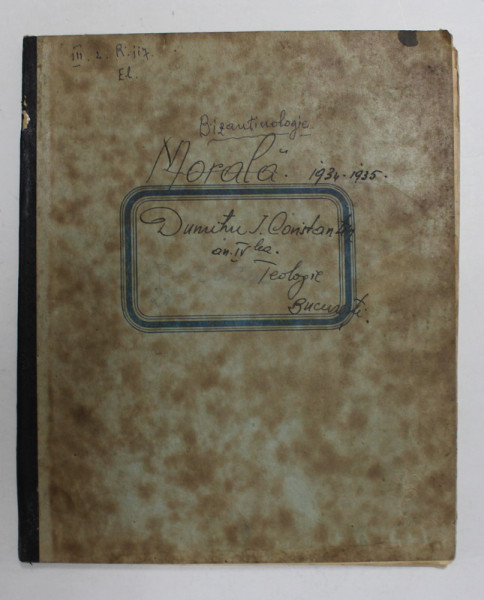 III. 2. R. 117.
El.
Bizantinologie.
"Morală". 1934-1935.
Dumitru I. Constantin
an. IV lea.
Teologie
București.